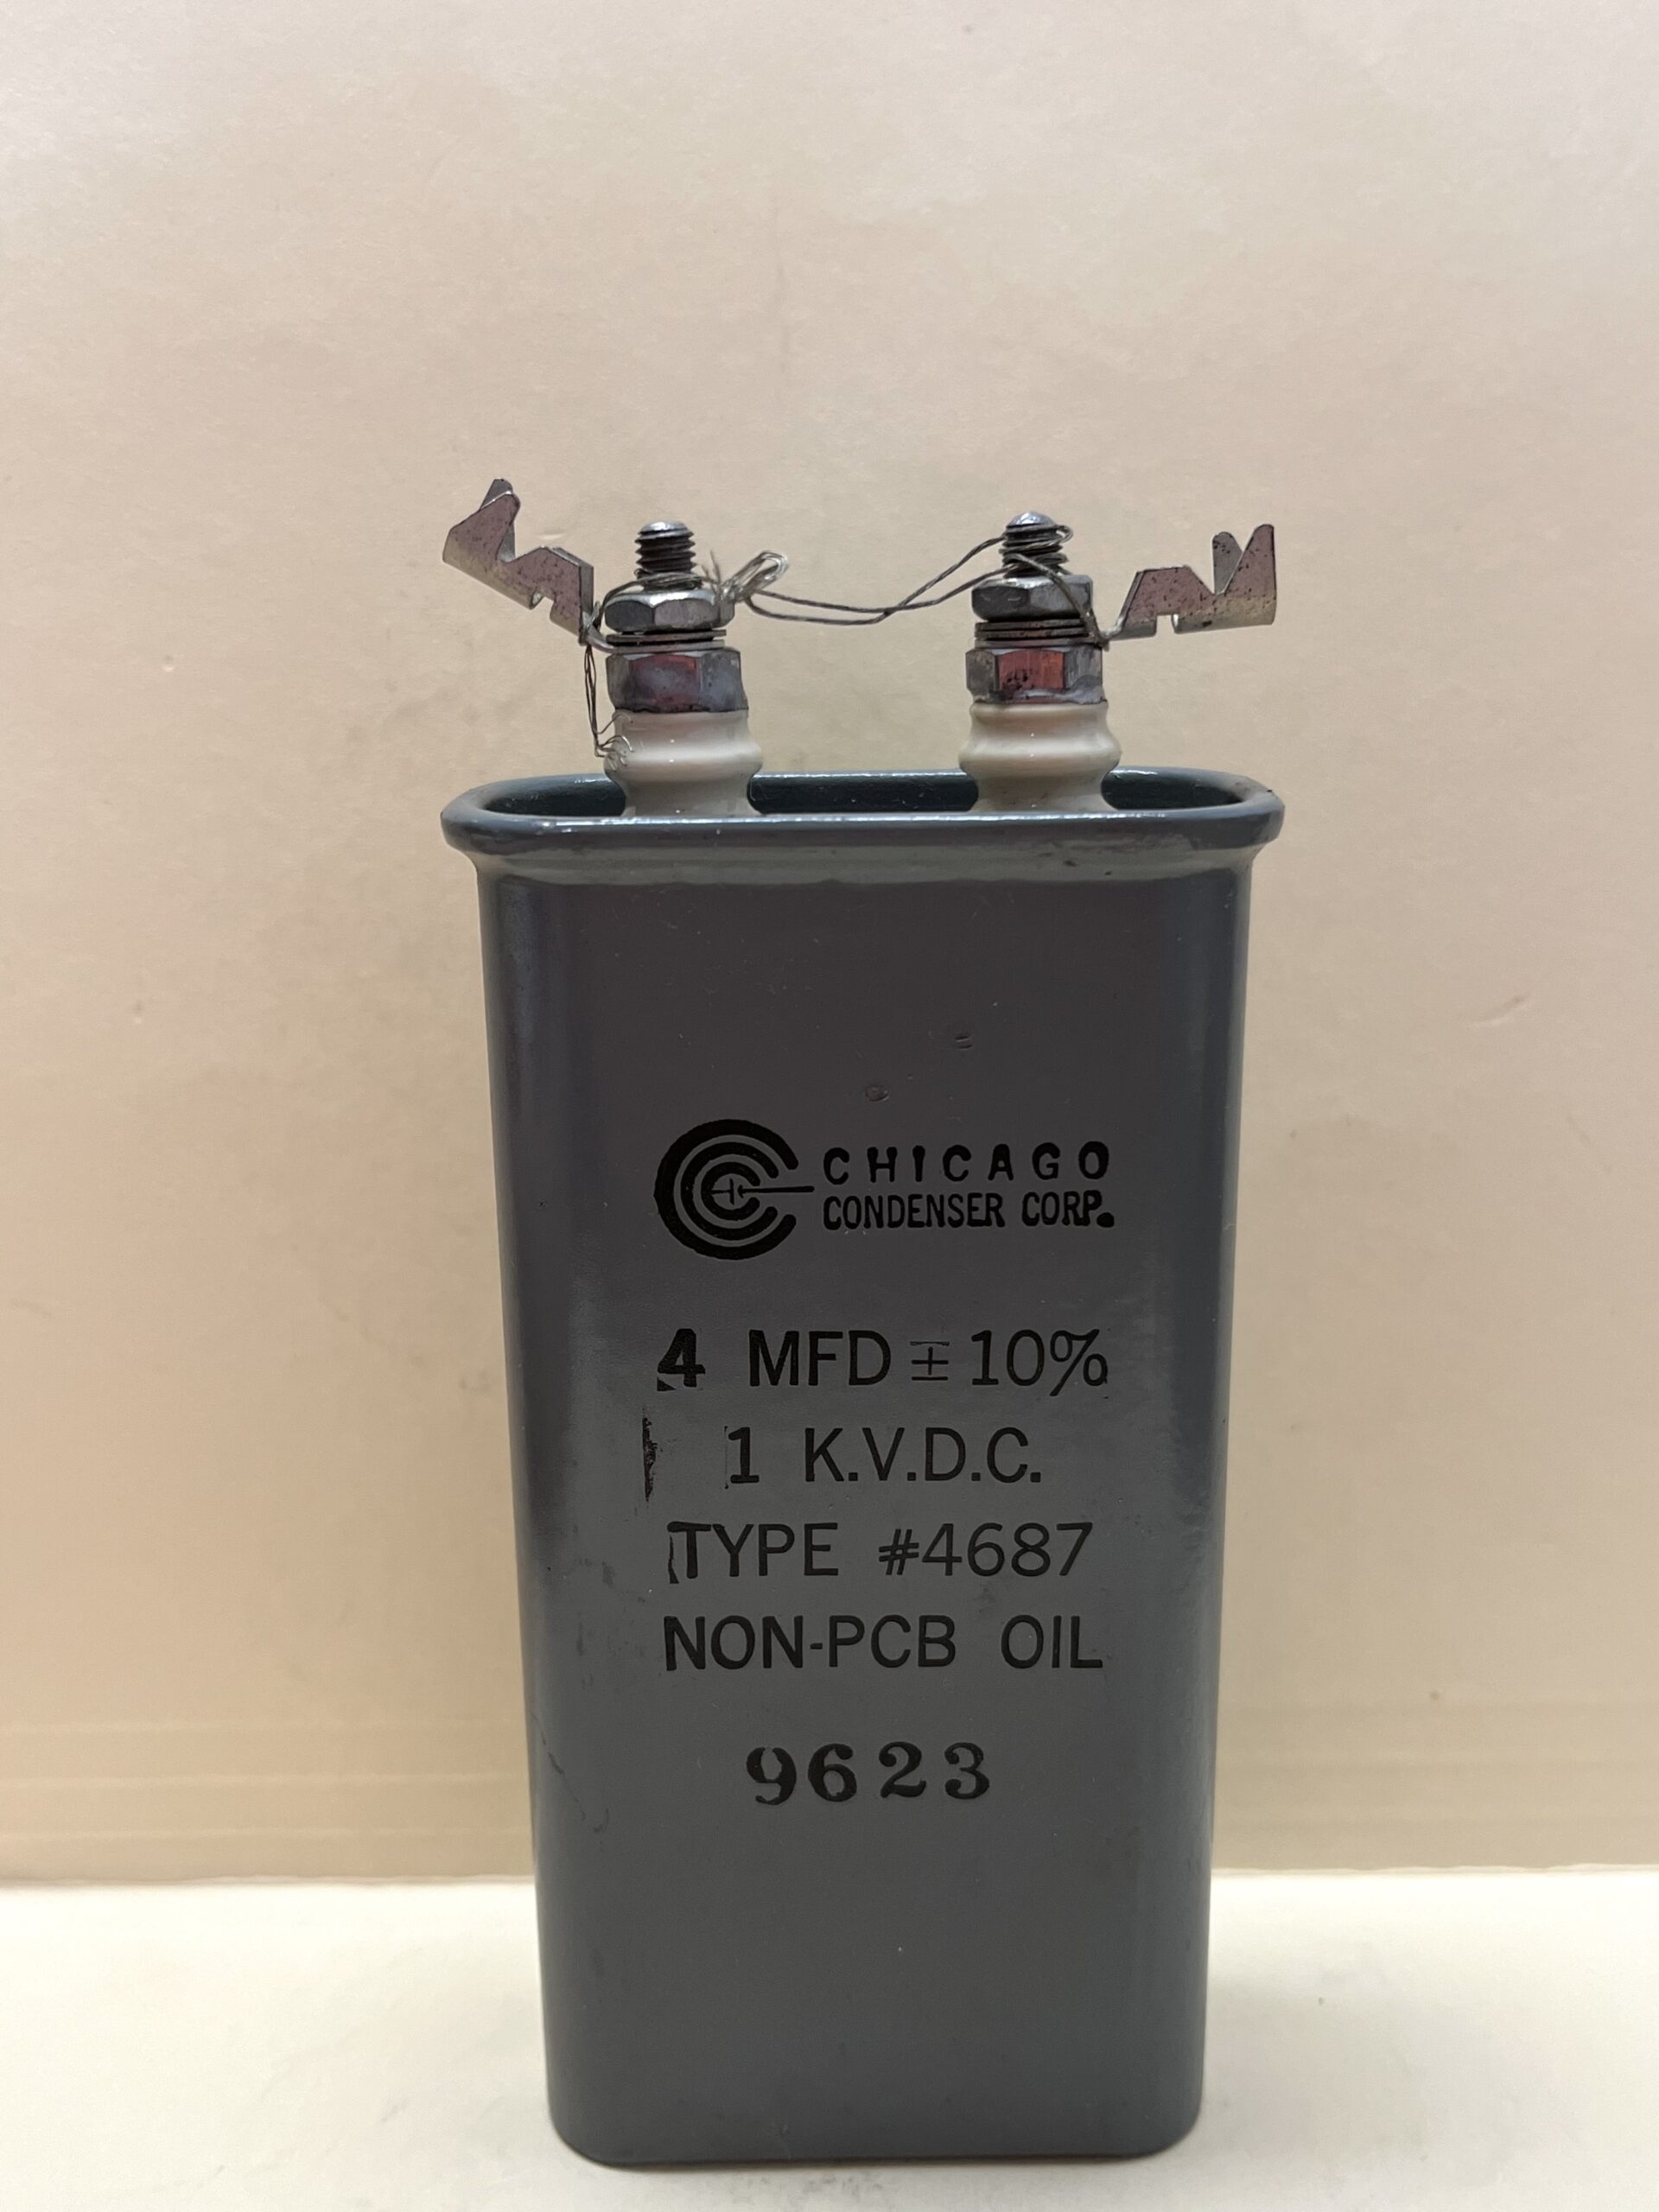 CHICAGO
CONDENSER CORP.
4 MFD ± 10%
1 K.V.D.C.
TYPE #4687
NON-PCB OIL
9623